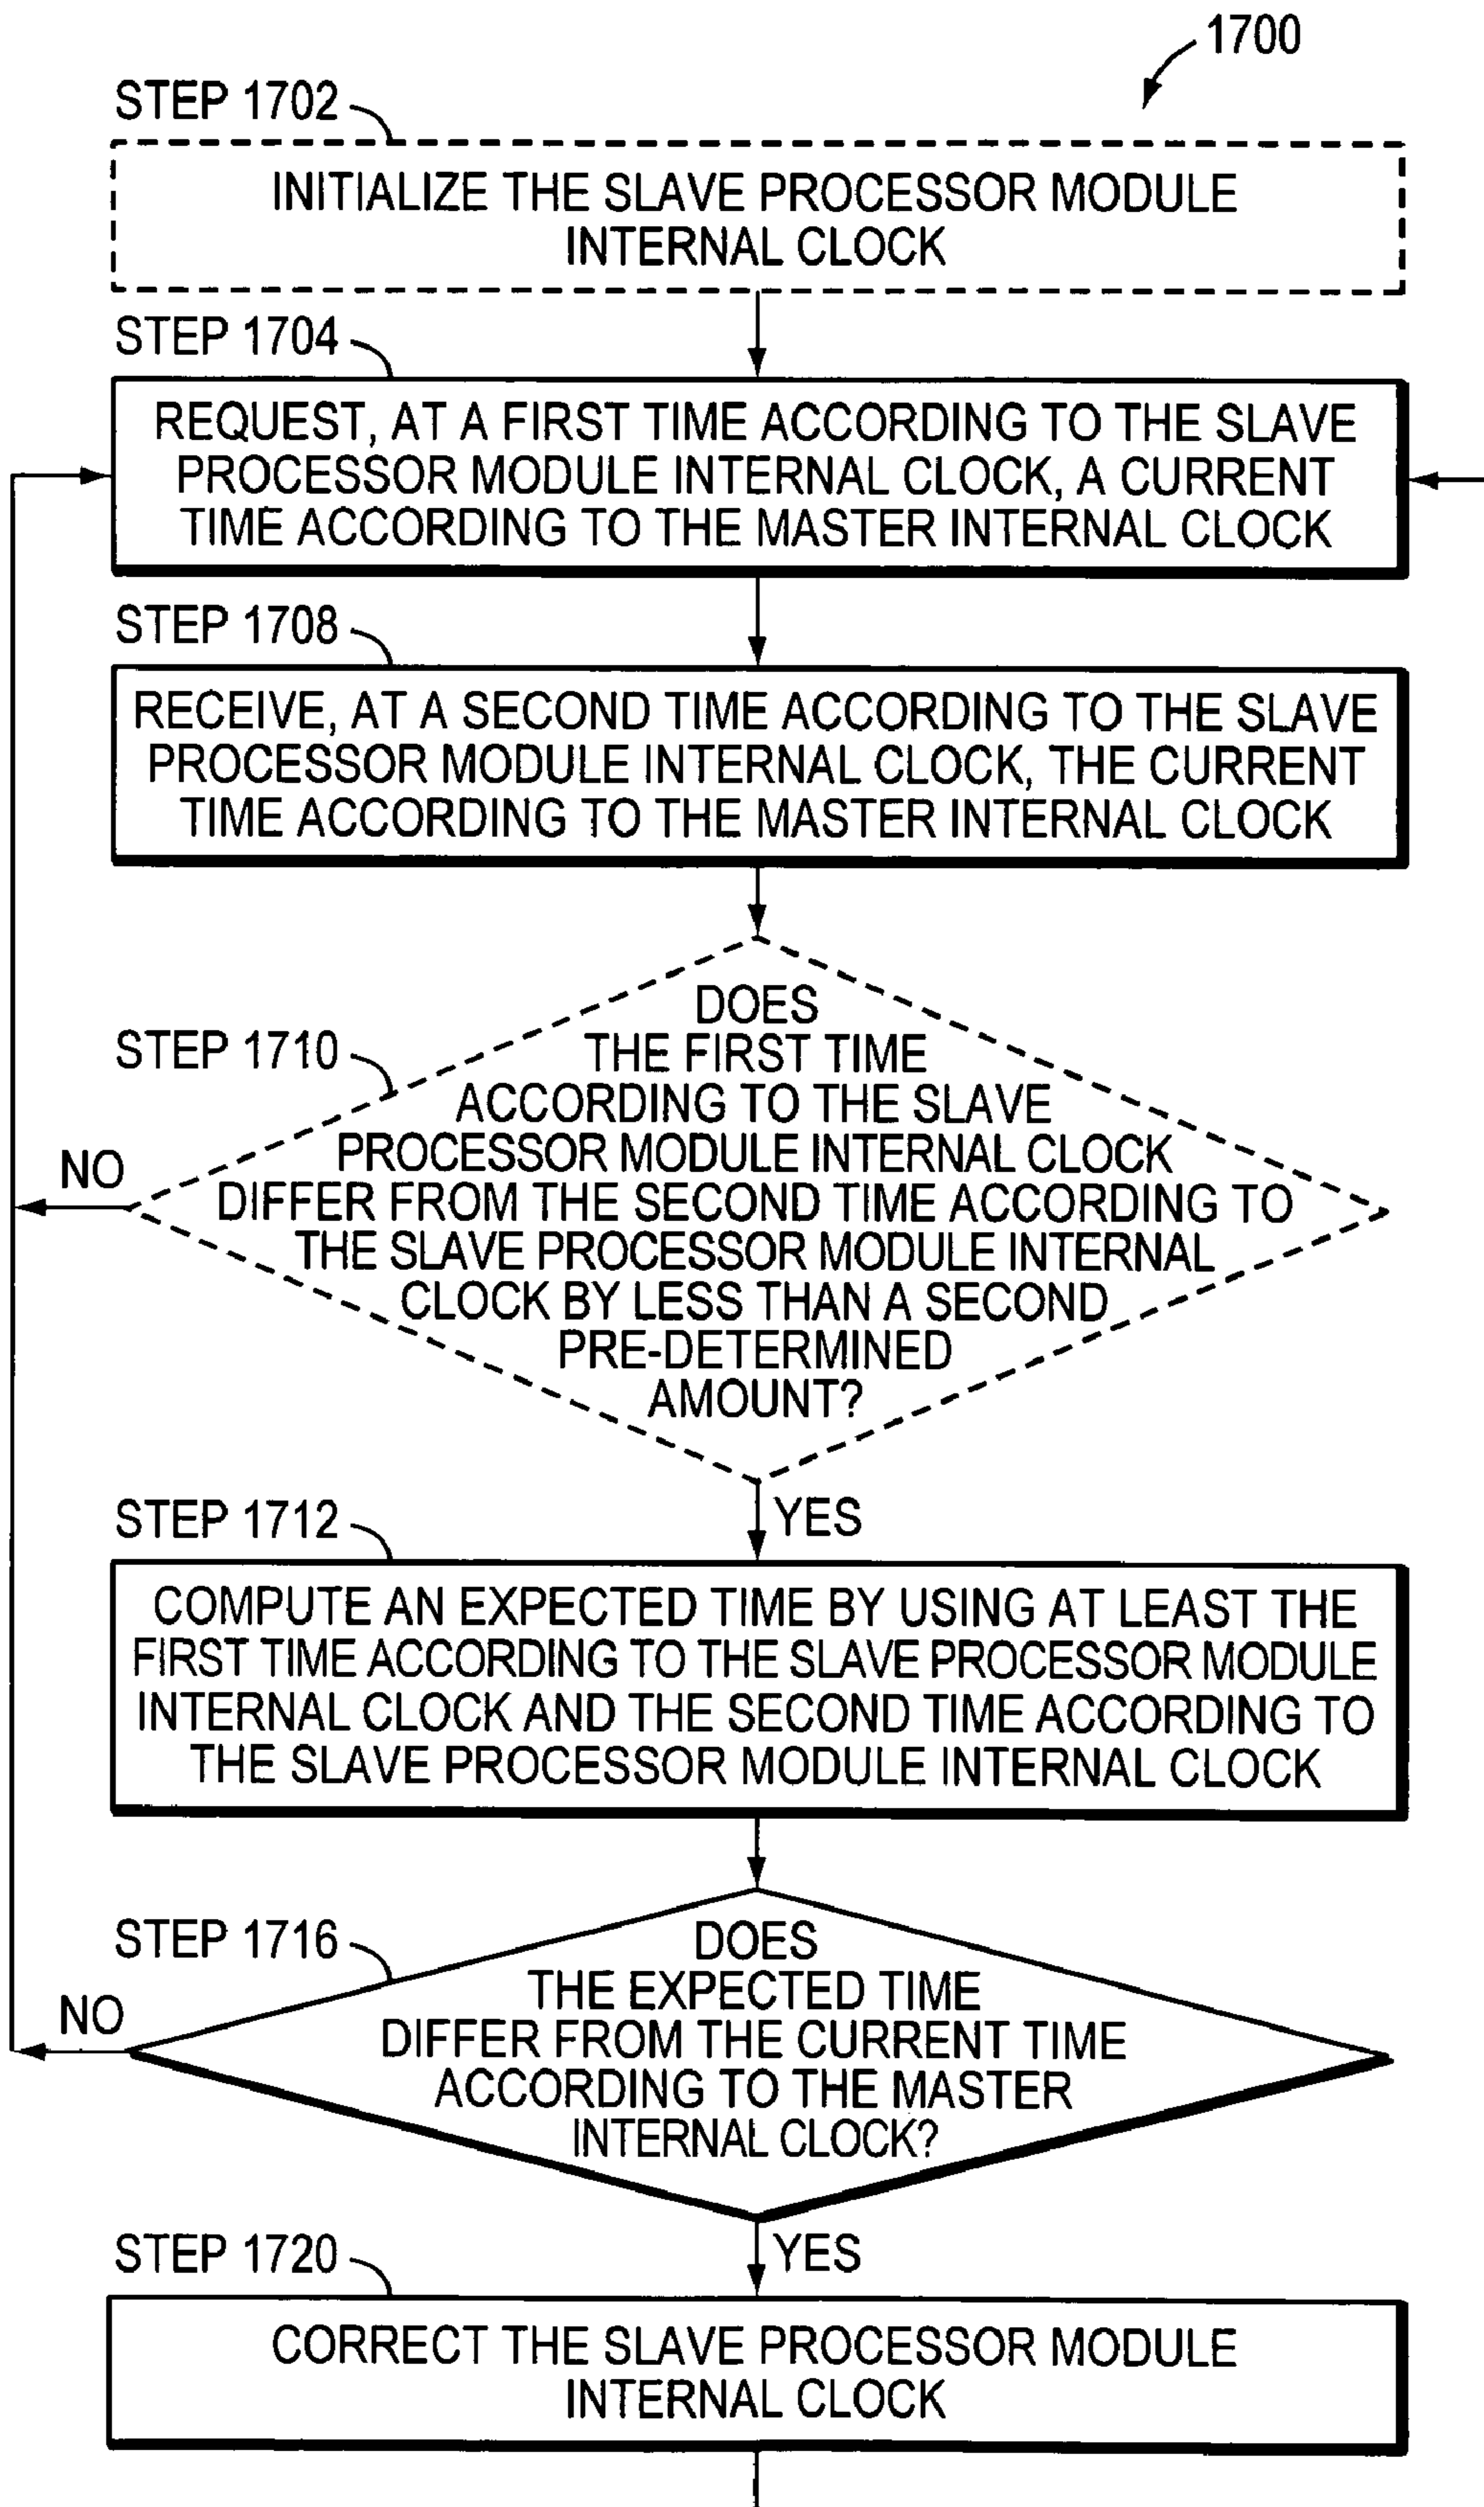 1700
STEP 1702
INITIALIZE THE SLAVE PROCESSOR MODULE
INTERNAL CLOCK
STEP 1704
REQUEST, AT A FIRST TIME ACCORDING TO THE SLAVE
PROCESSOR MODULE INTERNAL CLOCK, A CURRENT
TIME ACCORDING TO THE MASTER INTERNAL CLOCK
STEP 1708
RECEIVE, AT A SECOND TIME ACCORDING TO THE SLAVE
PROCESSOR MODULE INTERNAL CLOCK, THE CURRENT
TIME ACCORDING TO THE MASTER INTERNAL CLOCK
STEP 1710
DOES
THE FIRST TIME
ACCORDING TO THE SLAVE
PROCESSOR MODULE INTERNAL CLOCK
DIFFER FROM THE SECOND TIME ACCORDING TO
THE SLAVE PROCESSOR MODULE INTERNAL
CLOCK BY LESS THAN A SECOND
PRE-DETERMINED
AMOUNT?
NO
YES
STEP 1712
COMPUTE AN EXPECTED TIME BY USING AT LEAST THE
FIRST TIME ACCORDING TO THE SLAVE PROCESSOR MODULE
INTERNAL CLOCK AND THE SECOND TIME ACCORDING TO
THE SLAVE PROCESSOR MODULE INTERNAL CLOCK
STEP 1716
DOES
THE EXPECTED TIME
DIFFER FROM THE CURRENT TIME
ACCORDING TO THE MASTER
INTERNAL CLOCK?
NO
YES
STEP 1720
CORRECT THE SLAVE PROCESSOR MODULE
INTERNAL CLOCK